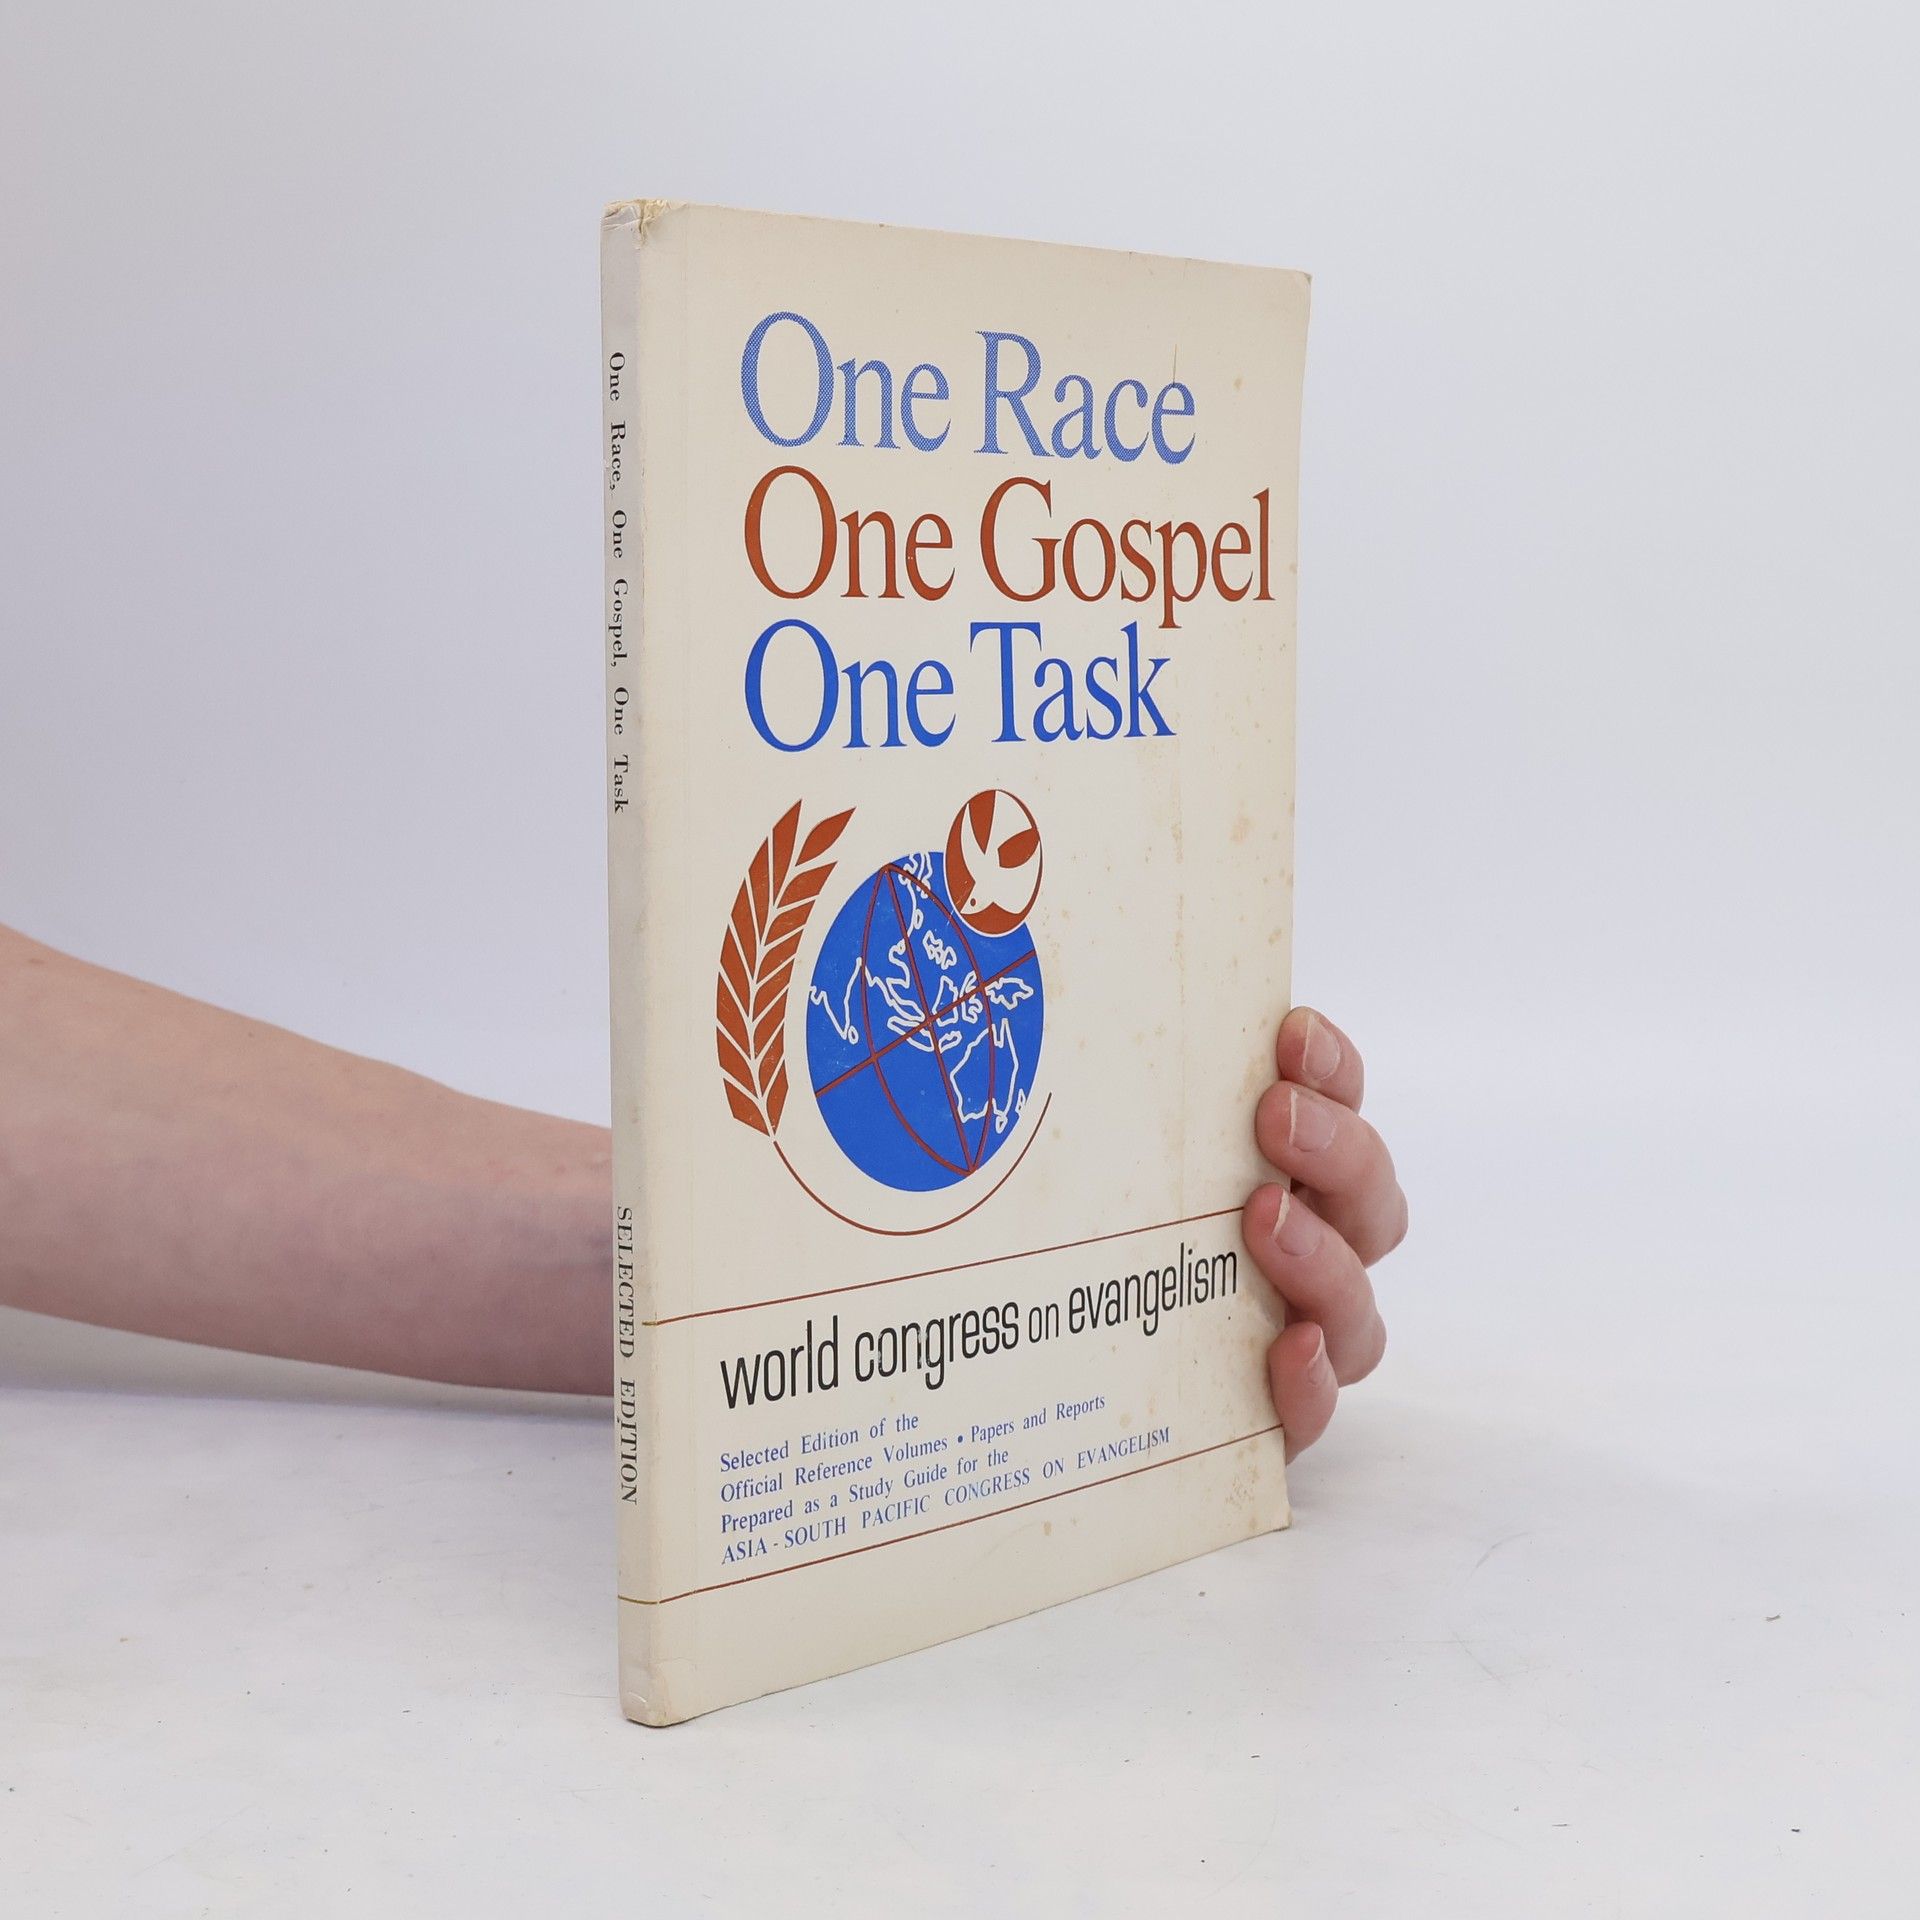 One Race, One Gospel, One Task
SELECTED EDITION
One Race
One Gospel
One Task
world congress on evangelism
Selected Edition of the
Official Reference Volumes • Papers and Reports
Prepared as a Study Guide for the
ASIA - SOUTH PACIFIC CONGRESS ON EVANGELISM